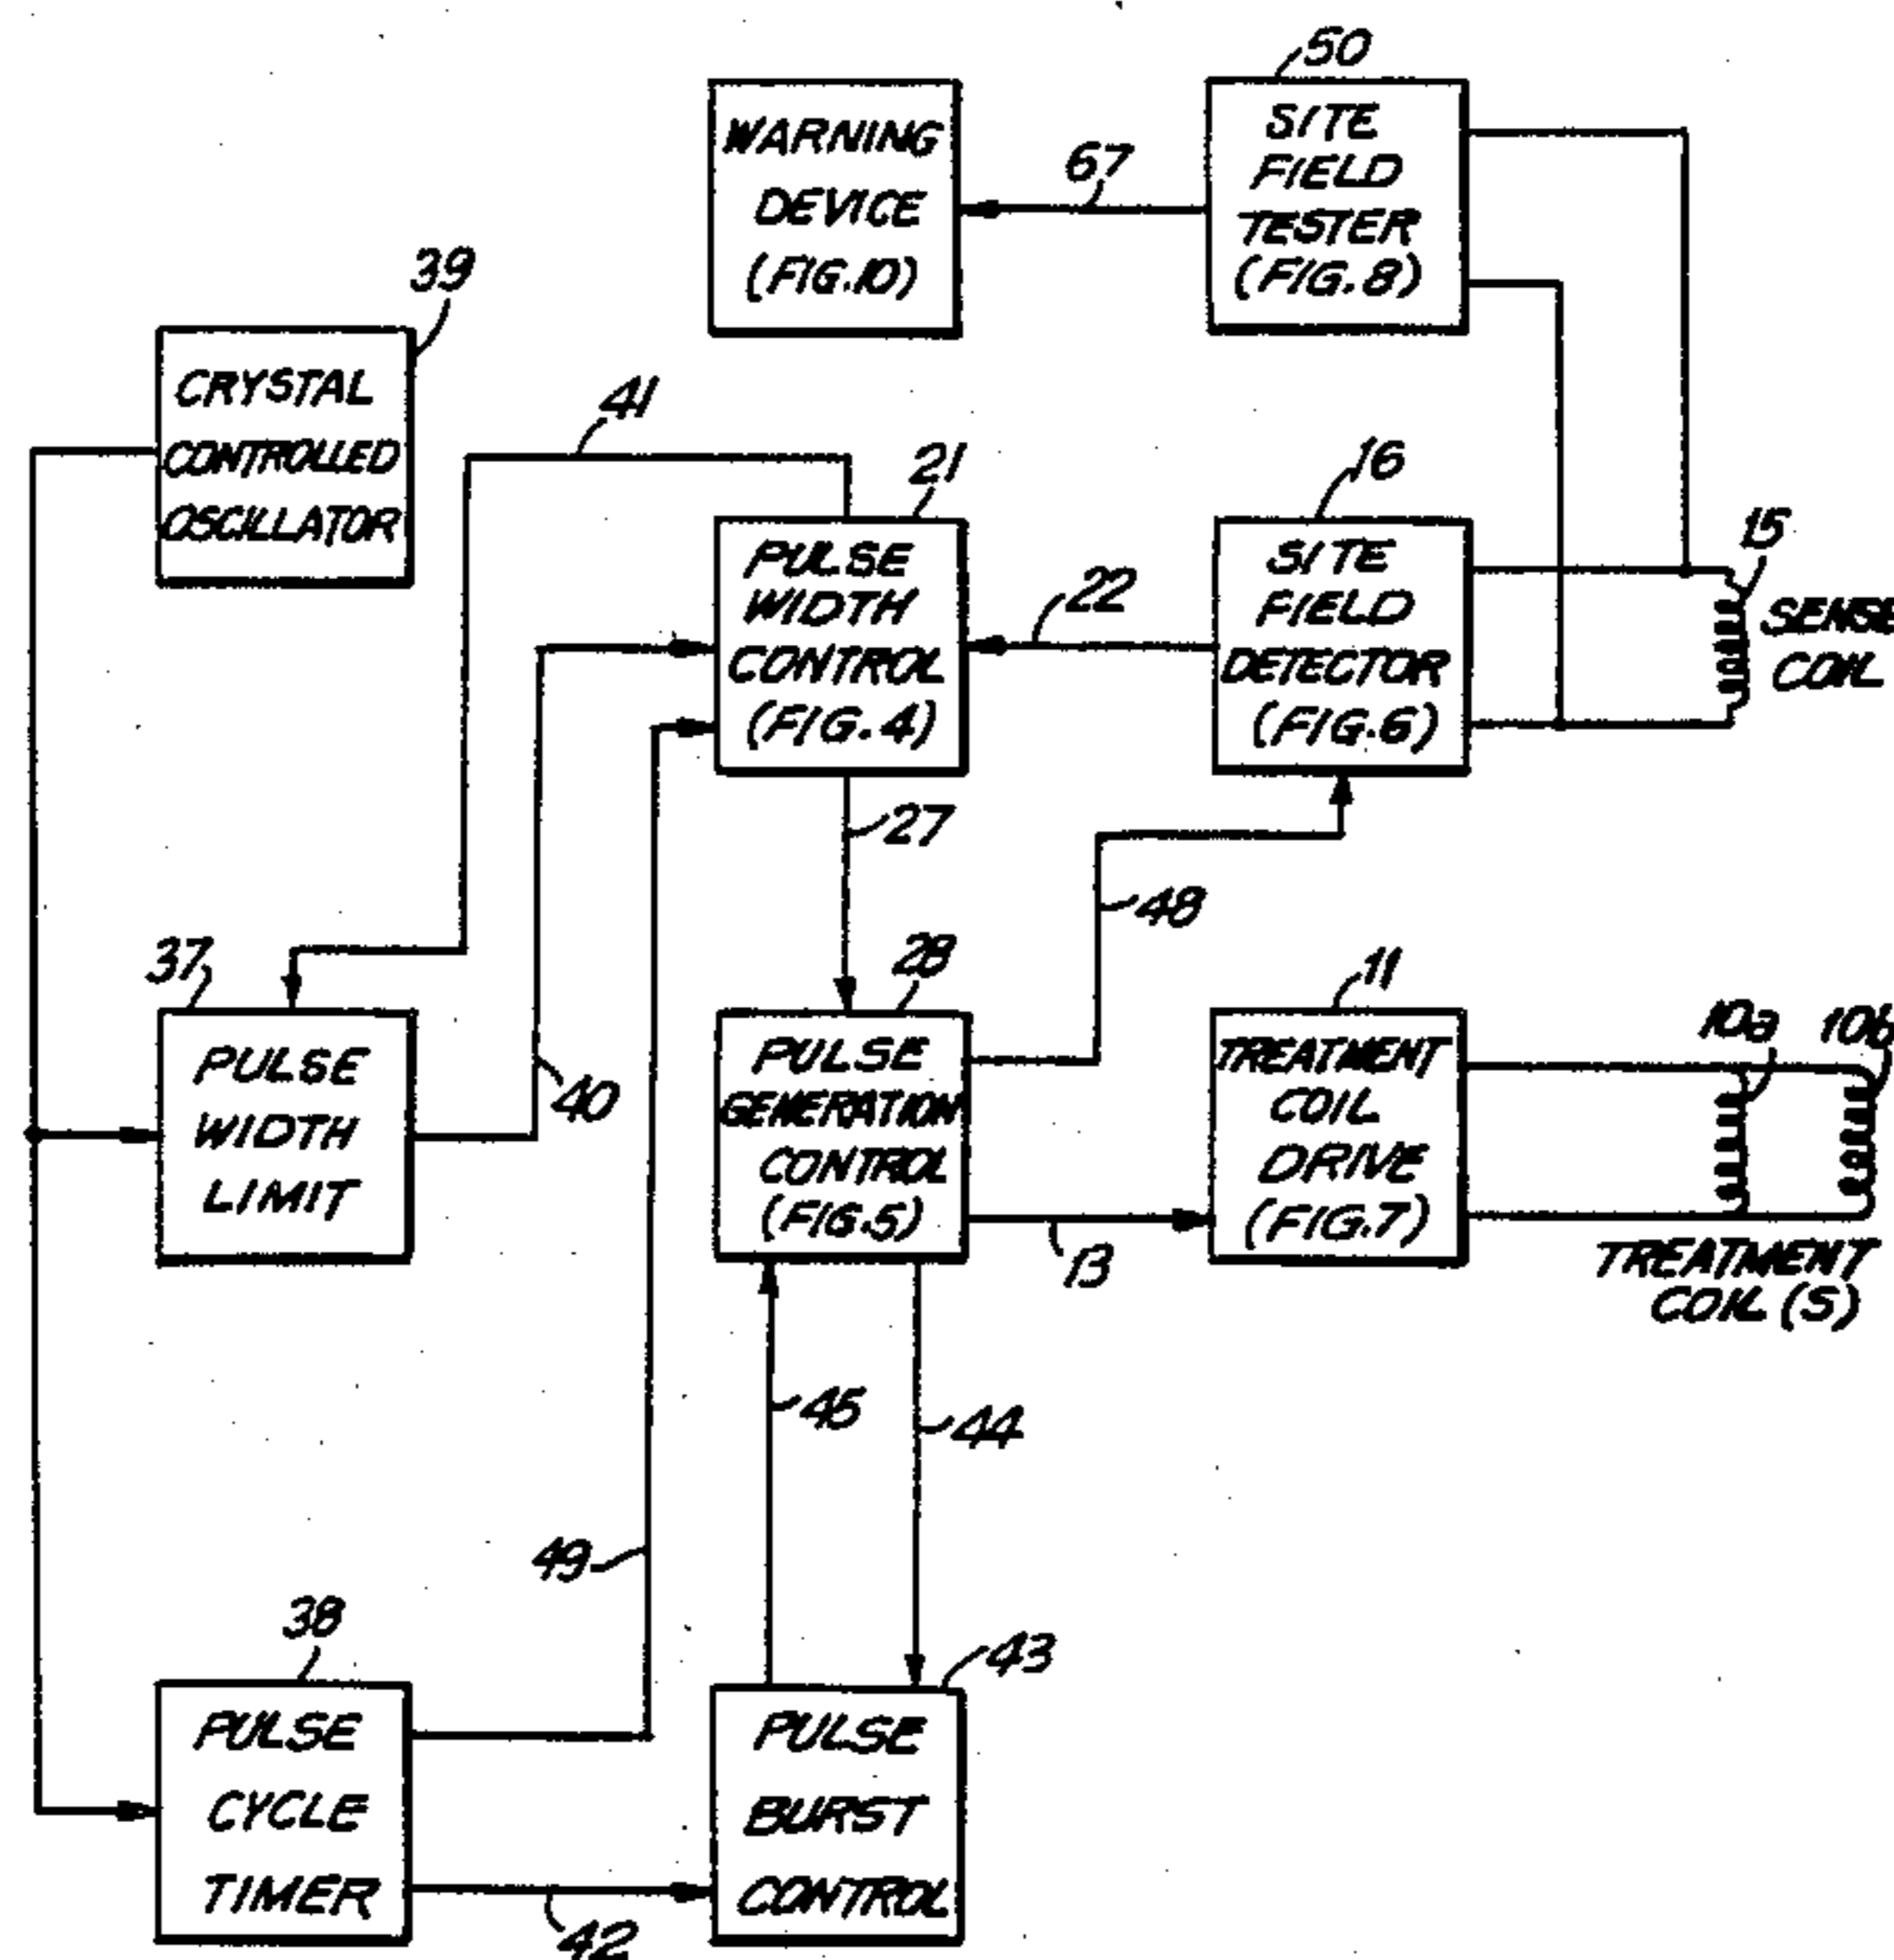 50
WARNING
DEVICE
(FIG.10)
67
SITE
FIELD
TESTER
(FIG.8)
39
CRYSTAL
CONTROLLED
OSCILLATOR
41
21
PULSE
WIDTH
CONTROL
(FIG.4)
22
16
SITE
FIELD
DETECTOR
(FIG.6)
15
SENSE
COIL
27
48
37
PULSE
WIDTH
LIMIT
40
28
PULSE
GENERATION
CONTROL
(FIG.5)
13
11
TREATMENT
COIL
DRIVE
(FIG.7)
10a
10b
TREATMENT
COIL (S)
45
44
49
38
PULSE
CYCLE
TIMER
42
43
PULSE
BURST
CONTROL